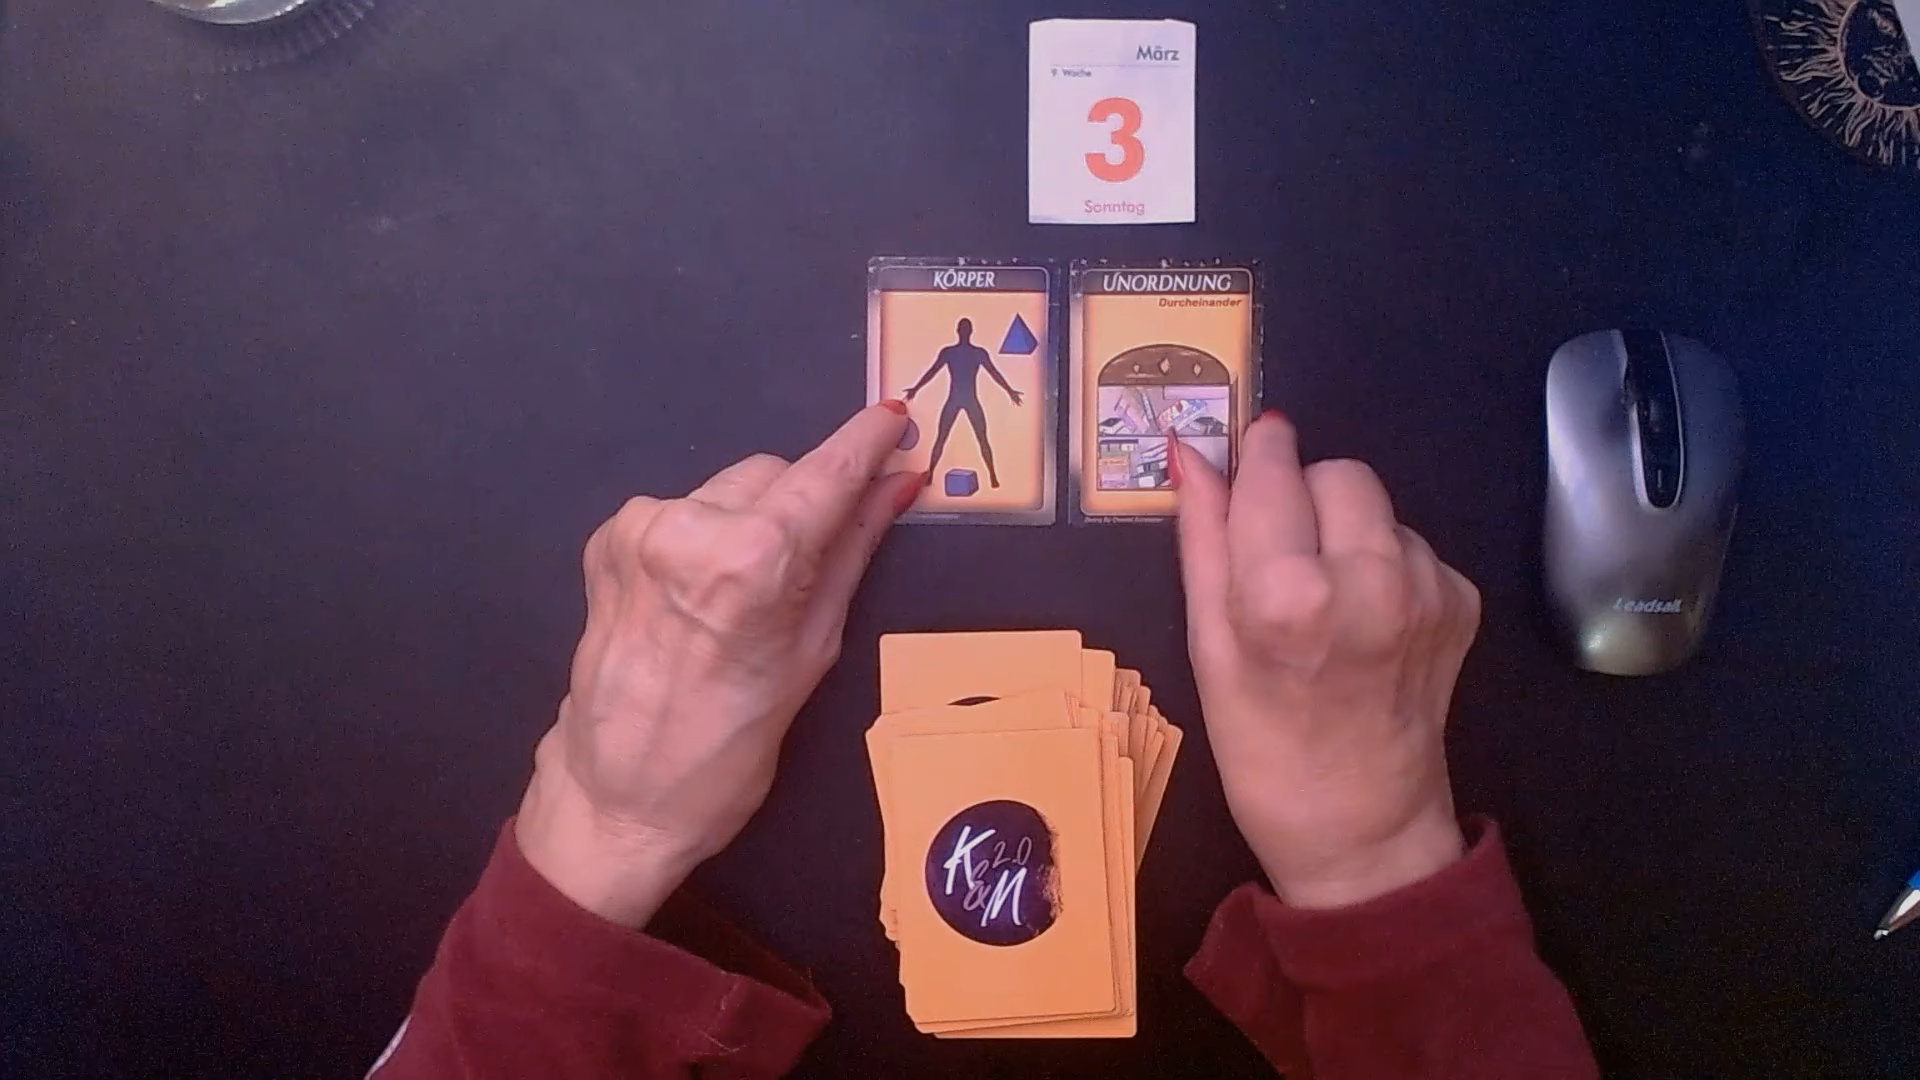 März
9. Woche
3
Sonntag
KÖRPER
UNORDNUNG
Durcheinander
Leadsail
K&M 2.0